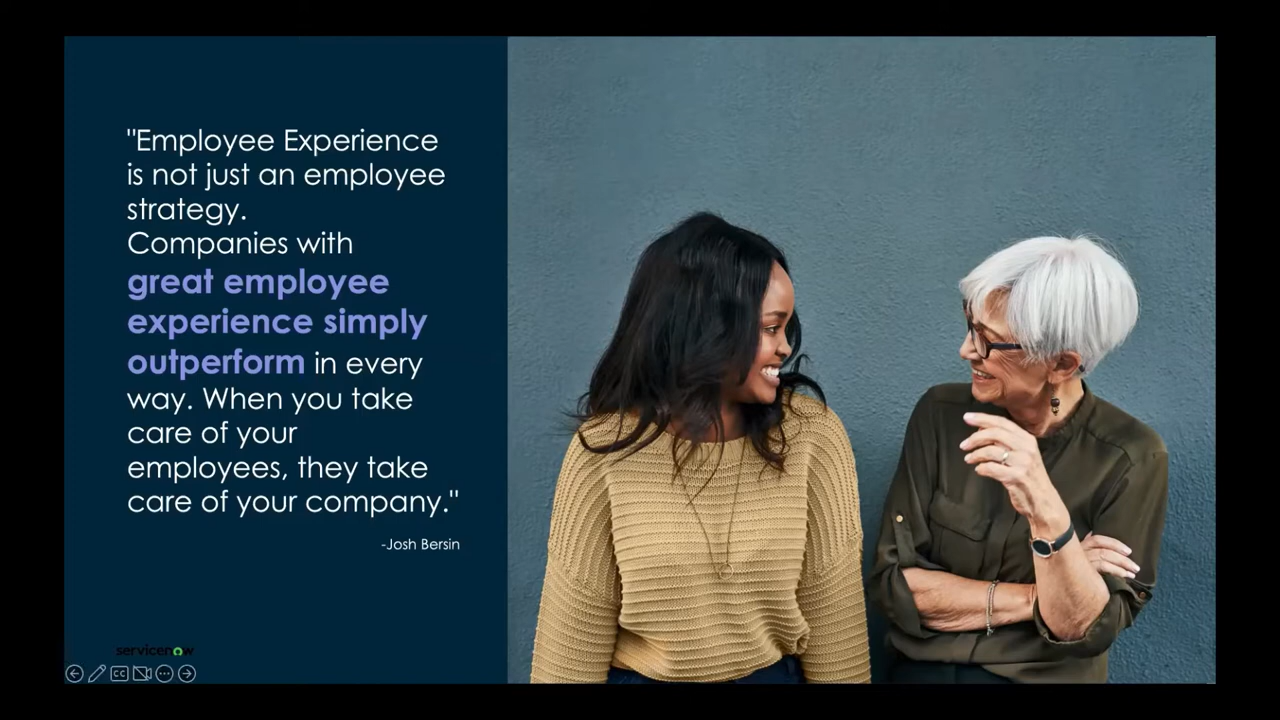 "Employee Experience
is not just an employee
strategy.
Companies with
great employee
experience simply
outperform in every
way. When you take
care of your
employees, they take
care of your company."
-Josh Bersin
servicenow
CC